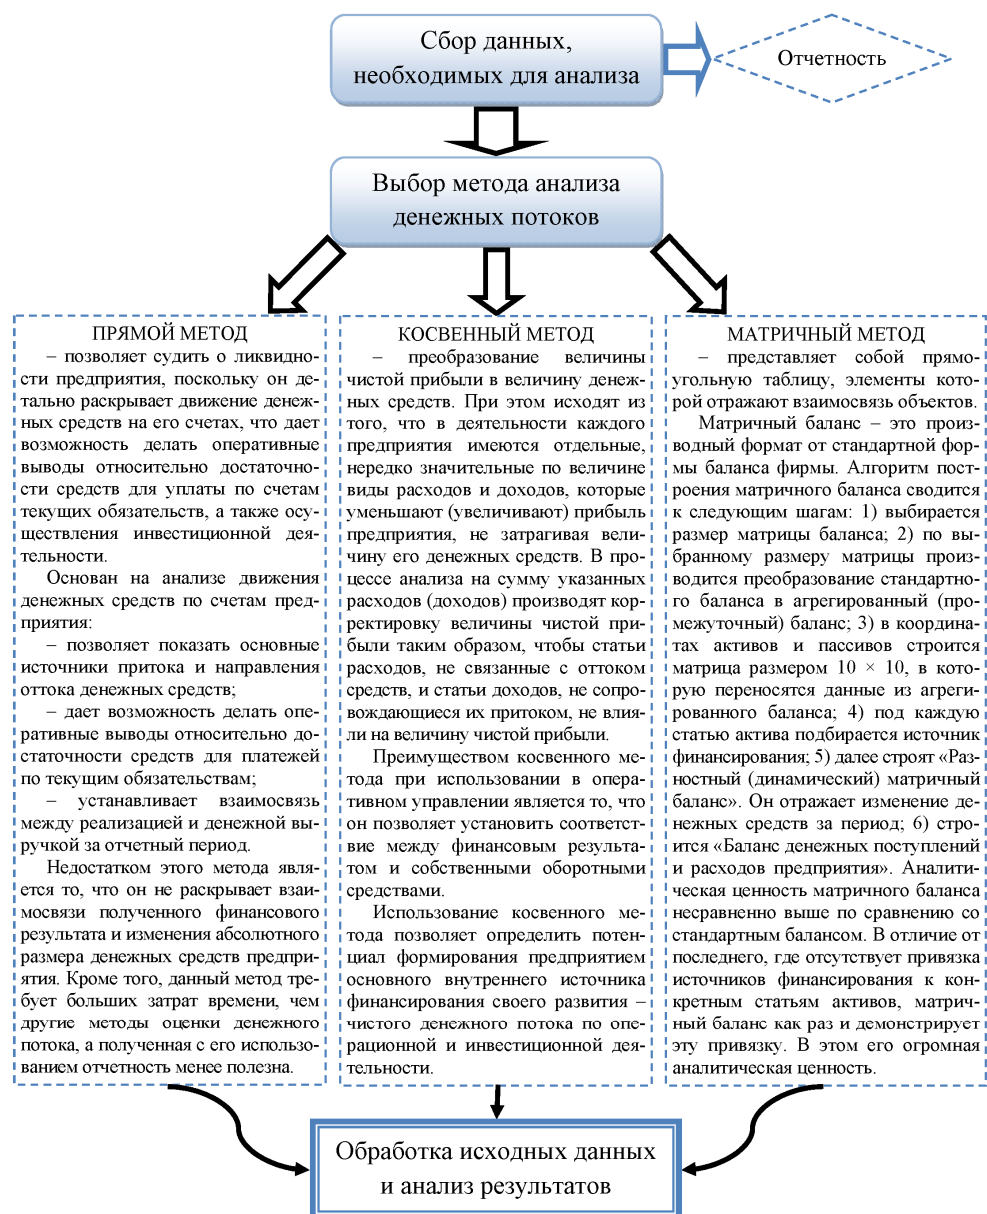 Сбор данных,
необходимых для анализа
Отчетность
Выбор метода анализа
денежных потоков
ПРЯМОЙ МЕТОД
– позволяет судить о ликвидно-
сти предприятия, поскольку он де-
тально раскрывает движение денеж-
ных средств на его счетах, что дает
возможность делать оперативные
выводы относительно достаточно-
сти средств для уплаты по счетам
текущих обязательств, а также осу-
ществления инвестиционной дея-
тельности.
Основан на анализе движения
денежных средств по счетам пред-
приятия:
– позволяет показать основные
источники притока и направления
оттока денежных средств;
– дает возможность делать опе-
ративные выводы относительно до-
статочности средств для платежей
по текущим обязательствам;
– устанавливает взаимосвязь
между реализацией и денежной вы-
ручкой за отчетный период.
Недостатком этого метода явля-
ется то, что он не раскрывает взаи-
мосвязи полученного финансового
результата и изменения абсолютного
размера денежных средств предпри-
ятия. Кроме того, данный метод тре-
бует больших затрат времени, чем
другие методы оценки денежного
потока, а полученная с его использо-
ванием отчетность менее полезна.
КОСВЕННЫЙ МЕТОД
– преобразование величины
чистой прибыли в величину денеж-
ных средств. При этом исходят из
того, что в деятельности каждого
предприятия имеются отдельные,
нередко значительные по величине
виды расходов и доходов, которые
уменьшают (увеличивают) прибыль
предприятия, не затрагивая вели-
чину его денежных средств. В про-
цессе анализа на сумму указанных
расходов (доходов) производят кор-
ректировку величины чистой при-
были таким образом, чтобы статьи
расходов, не связанные с оттоком
средств, и статьи доходов, не сопро-
вождающиеся их притоком, не влия-
ли на величину чистой прибыли.
Преимуществом косвенного ме-
тода при использовании в опе-
ративном управлении является то, что
он позволяет установить соответст-
вие между финансовым результа-
том и собственными оборотными
средствами.
Использование косвенного ме-
тода позволяет определить потен-
циал формирования предприятием
основного внутреннего источника
финансирования своего развития –
чистого денежного потока по опе-
рационной и инвестиционной дея-
тельности.
МАТРИЧНЫЙ МЕТОД
– представляет собой прямо-
угольную таблицу, элементы кото-
рой отражают взаимосвязь объектов.
Матричный баланс – это произ-
водный формат от стандартной фор-
мы баланса фирмы. Алгоритм пост-
роения матричного баланса сводится
к следующим шагам: 1) выбирается
размер матрицы баланса; 2) по вы-
бранному размеру матрицы произ-
водится преобразование стандартно-
го баланса в агрегированный (про-
межуточный) баланс; 3) в координа-
тах активов и пассивов строится
матрица размером 10 × 10, в ко-
торую переносятся данные из агреги-
рованного баланса; 4) под каждую
статью актива подбирается источник
финансирования; 5) далее строят «Раз-
ностный (динамический) матричный
баланс». Он отражает изменение де-
нежных средств за период; 6) стро-
ится «Баланс денежных поступлений
и расходов предприятия». Аналити-
ческая ценность матричного баланса
несравненно выше по сравнению со
стандартным балансом. В отличие от
последнего, где отсутствует привязка
источников финансирования к кон-
кретным статьям активов, матрич-
ный баланс как раз и демонстрирует
эту привязку. В этом его огромная
аналитическая ценность.
Обработка исходных данных
и анализ результатов